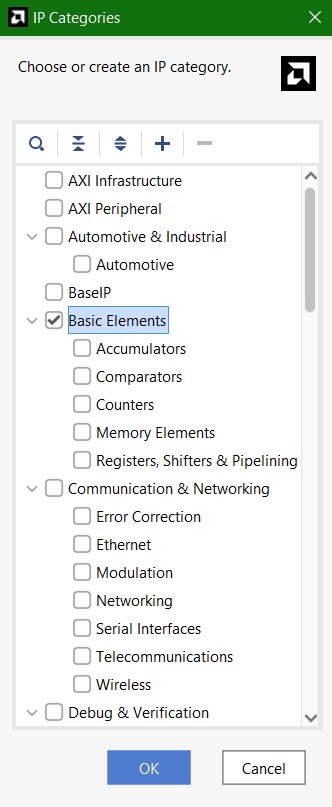 IP Categories
Choose or create an IP category.
AXI Infrastructure
AXI Peripheral
Automotive & Industrial
Automotive
BaseIP
Basic Elements
Accumulators
Comparators
Counters
Memory Elements
Registers, Shifters & Pipelining
Communication & Networking
Error Correction
Ethernet
Modulation
Networking
Serial Interfaces
Telecommunications
Wireless
Debug & Verification
OK Cancel